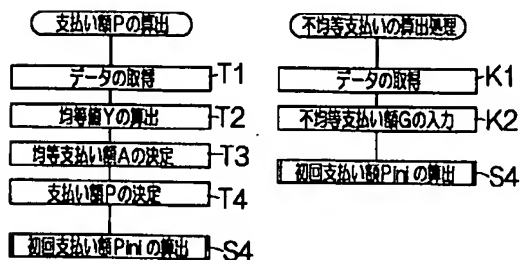 支払い額Pの算出
データの取得 T1
均等値Yの算出 T2
均等支払い額Aの決定 T3
支払い額Pの決定 T4
初回支払い額Piniの算出 S4
不均等支払いの算出処理
データの取得 K1
不均等支払い額Gの入力 K2
初回支払い額Piniの算出 S4